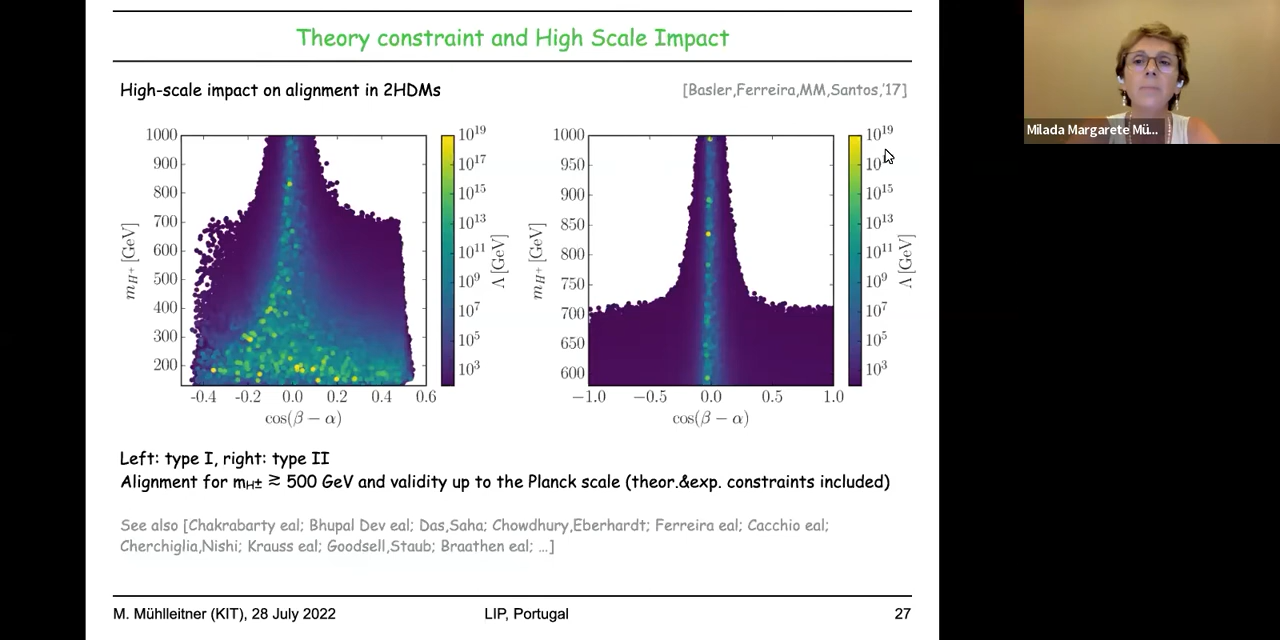 Theory constraint and High Scale Impact
High-scale impact on alignment in 2HDMs
[Basler,Ferreira,MM,Santos,'17]
1000
900
800
700
600
500
400
300
200
m_{H^+} [GeV]
-0.4 -0.2 0.0 0.2 0.4 0.6
cos(β − α)
10^19
10^17
10^15
10^13
10^11
10^9
10^7
10^5
10^3
Λ [GeV]
1000
950
900
850
800
750
700
650
600
m_{H^+} [GeV]
−1.0 −0.5 0.0 0.5 1.0
cos(β − α)
10^19
10^15
10^13
10^11
10^9
10^7
10^5
10^3
Λ [GeV]
Left: type I, right: type II
Alignment for m_{H±} ≳ 500 GeV and validity up to the Planck scale (theor.&exp. constraints included)
See also [Chakrabarty eal; Bhupal Dev eal; Das,Saha; Chowdhury,Eberhardt; Ferreira eal; Cacchio eal;
Cherchiglia,Nishi; Krauss eal; Goodsell,Staub; Braathen eal; …]
M. Mühlleitner (KIT), 28 July 2022 LIP, Portugal 27
Milada Margarete Mü...